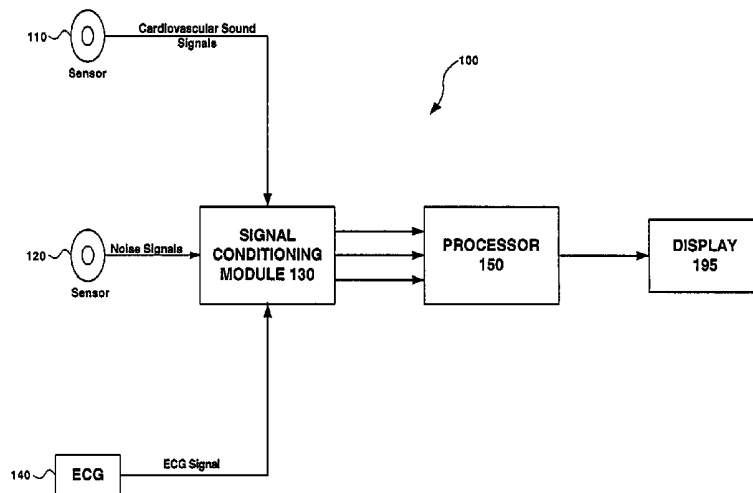 110
Cardiovascular Sound
Signals
Sensor
100
120
Noise Signals
Sensor
SIGNAL
CONDITIONING
MODULE 130
PROCESSOR
150
DISPLAY
195
140
ECG
ECG Signal